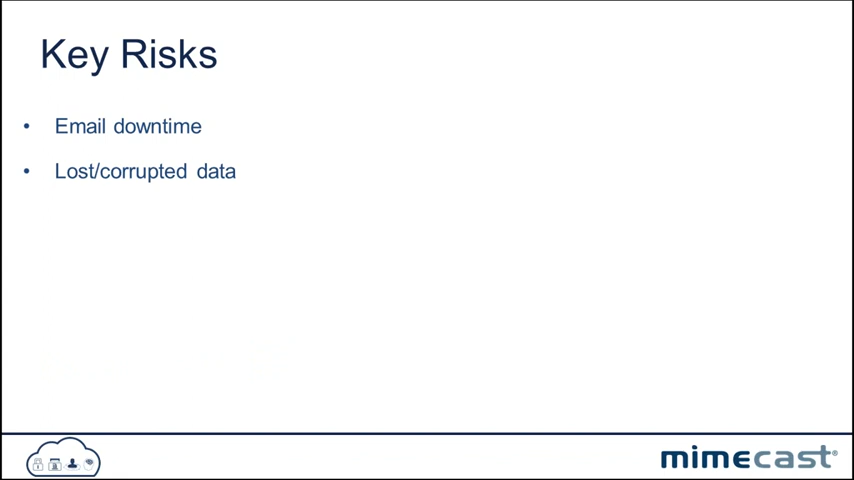 Key Risks
• Email downtime
• Lost/corrupted data
mimecast®